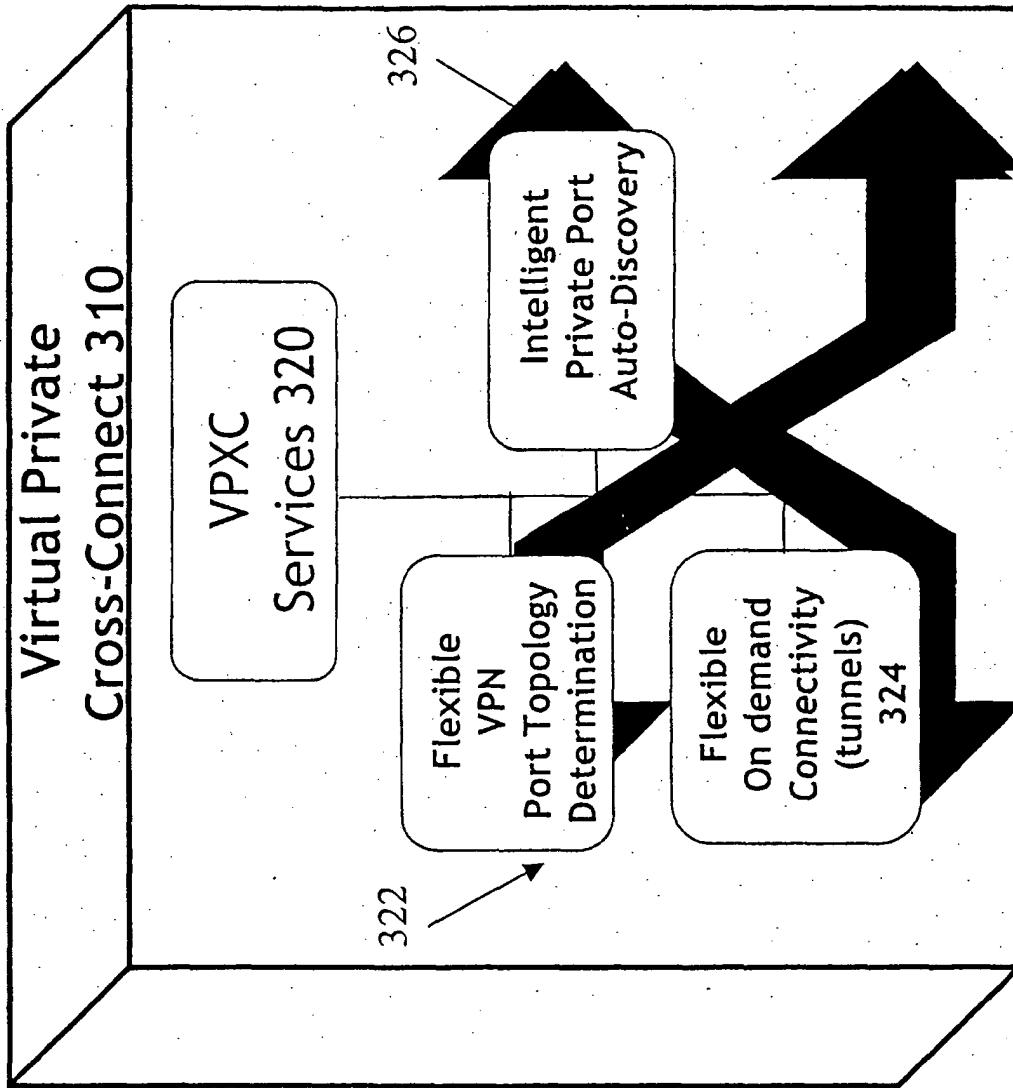 Virtual Private
Cross-Connect 310
VPXC
Services 320
322
Flexible
VPN
Port Topology
Determination
Intelligent
Private Port
Auto-Discovery
326
Flexible
On demand
Connectivity
(tunnels)
324